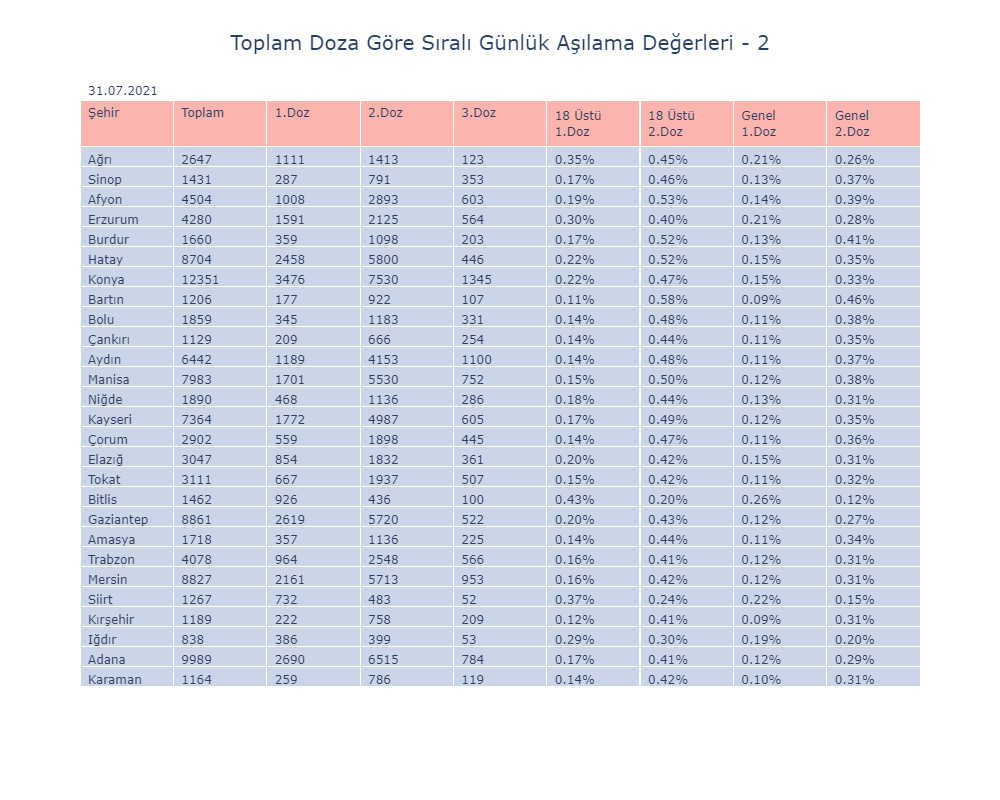 Toplam Doza Göre Sıralı Günlük Aşılama Değerleri - 2
31.07.2021
Şehir Toplam 1.Doz 2.Doz 3.Doz 18 Üstü 1.Doz 18 Üstü 2.Doz Genel 1.Doz Genel 2.Doz
Ağrı 2647 1111 1413 123 0.35% 0.45% 0.21% 0.26%
Sinop 1431 287 791 353 0.17% 0.46% 0.13% 0.37%
Afyon 4504 1008 2893 603 0.19% 0.53% 0.14% 0.39%
Erzurum 4280 1591 2125 564 0.30% 0.40% 0.21% 0.28%
Burdur 1660 359 1098 203 0.17% 0.52% 0.13% 0.41%
Hatay 8704 2458 5800 446 0.22% 0.52% 0.15% 0.35%
Konya 12351 3476 7530 1345 0.22% 0.47% 0.15% 0.33%
Bartın 1206 177 922 107 0.11% 0.58% 0.09% 0.46%
Bolu 1859 345 1183 331 0.14% 0.48% 0.11% 0.38%
Çankırı 1129 209 666 254 0.14% 0.44% 0.11% 0.35%
Aydın 6442 1189 4153 1100 0.14% 0.48% 0.11% 0.37%
Manisa 7983 1701 5530 752 0.15% 0.50% 0.12% 0.38%
Niğde 1890 468 1136 286 0.18% 0.44% 0.13% 0.31%
Kayseri 7364 1772 4987 605 0.17% 0.49% 0.12% 0.35%
Çorum 2902 559 1898 445 0.14% 0.47% 0.11% 0.36%
Elazığ 3047 854 1832 361 0.20% 0.42% 0.15% 0.31%
Tokat 3111 667 1937 507 0.15% 0.42% 0.11% 0.32%
Bitlis 1462 926 436 100 0.43% 0.20% 0.26% 0.12%
Gaziantep 8861 2619 5720 522 0.20% 0.43% 0.12% 0.27%
Amasya 1718 357 1136 225 0.14% 0.44% 0.11% 0.34%
Trabzon 4078 964 2548 566 0.16% 0.41% 0.12% 0.31%
Mersin 8827 2161 5713 953 0.16% 0.42% 0.12% 0.31%
Siirt 1267 732 483 52 0.37% 0.24% 0.22% 0.15%
Kırşehir 1189 222 758 209 0.12% 0.41% 0.09% 0.31%
Iğdır 838 386 399 53 0.29% 0.30% 0.19% 0.20%
Adana 9989 2690 6515 784 0.17% 0.41% 0.12% 0.29%
Karaman 1164 259 786 119 0.14% 0.42% 0.10% 0.31%